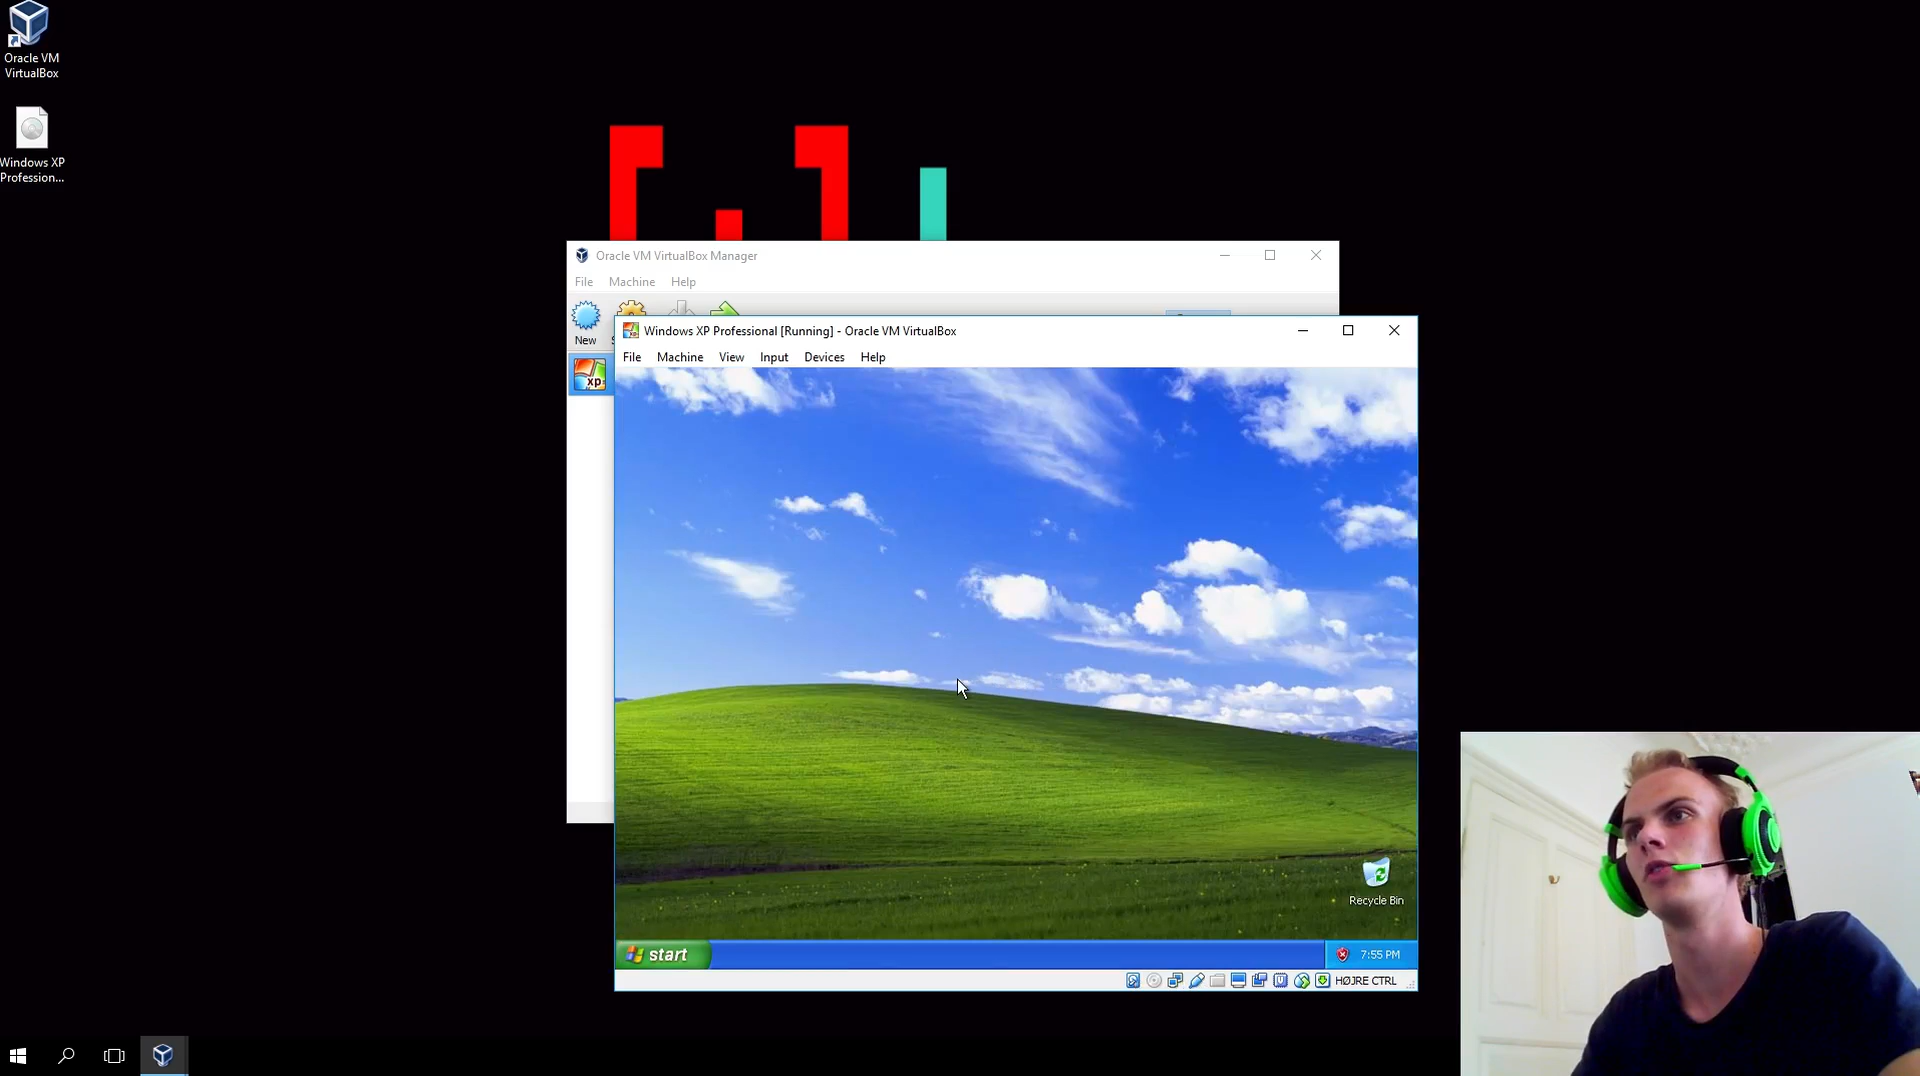 Oracle VM
VirtualBox
Windows XP
Profession...
Oracle VM VirtualBox Manager
File Machine Help
New
Windows XP Professional [Running] - Oracle VM VirtualBox
File Machine View Input Devices Help
xp
Recycle Bin
start
7:55 PM
HØJRE CTRL